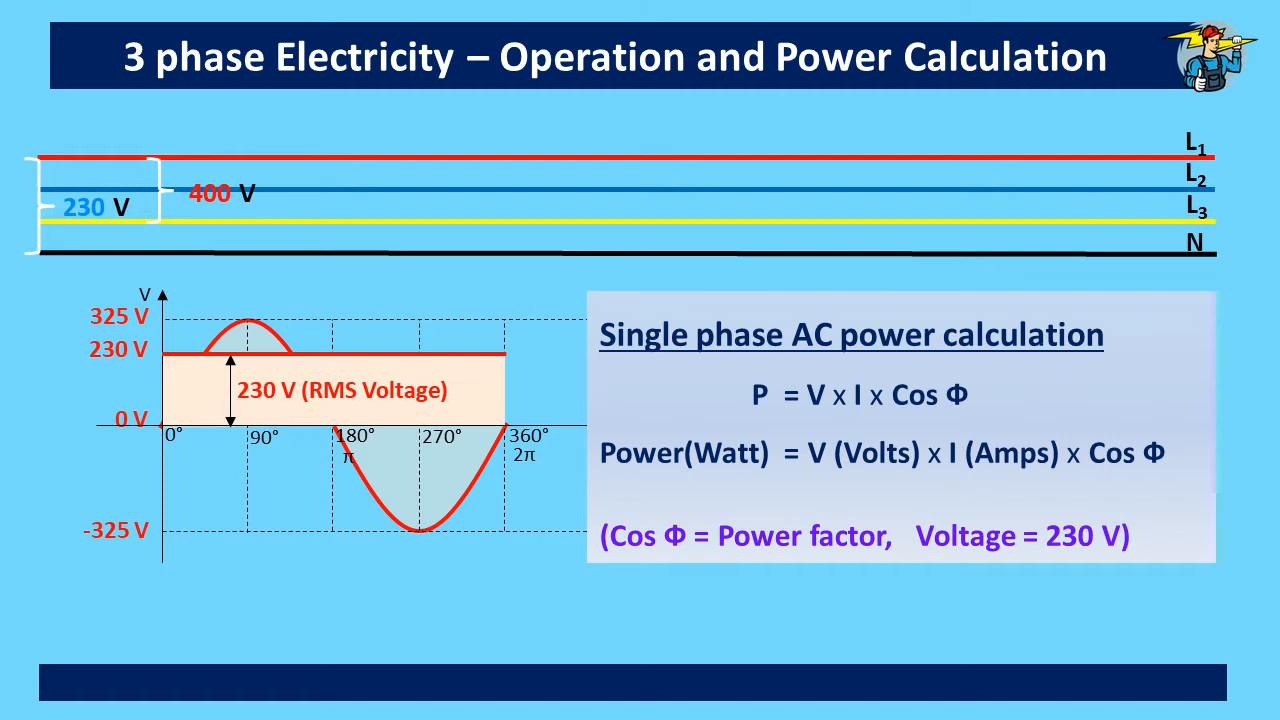 3 phase Electricity – Operation and Power Calculation
L1
L2
L3
N
230 V
400 V
V
325 V
230 V
230 V (RMS Voltage)
0 V
0° 90° 180° 270° 360°
π 2π
-325 V
Single phase AC power calculation
P = V x I x Cos Φ
Power(Watt) = V (Volts) x I (Amps) x Cos Φ
(Cos Φ = Power factor, Voltage = 230 V)